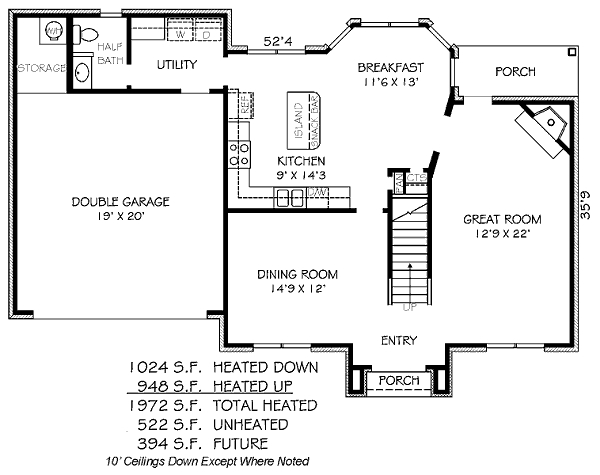 52'4
W/H
HALF
BATH
W D
STORAGE
UTILITY
BREAKFAST
11'6 X 13'
PORCH
REF
ISLAND
SNACK BAR
KITCHEN
9' X 14'3
PAN
CTS
D/W
DOUBLE GARAGE
19' X 20'
GREAT ROOM
12'9 X 22'
35'9
DINING ROOM
14'9 X 12'
UP
ENTRY
PORCH
1024 S.F. HEATED DOWN
948 S.F. HEATED UP
1972 S.F. TOTAL HEATED
522 S.F. UNHEATED
394 S.F. FUTURE
10' Ceilings Down Except Where Noted